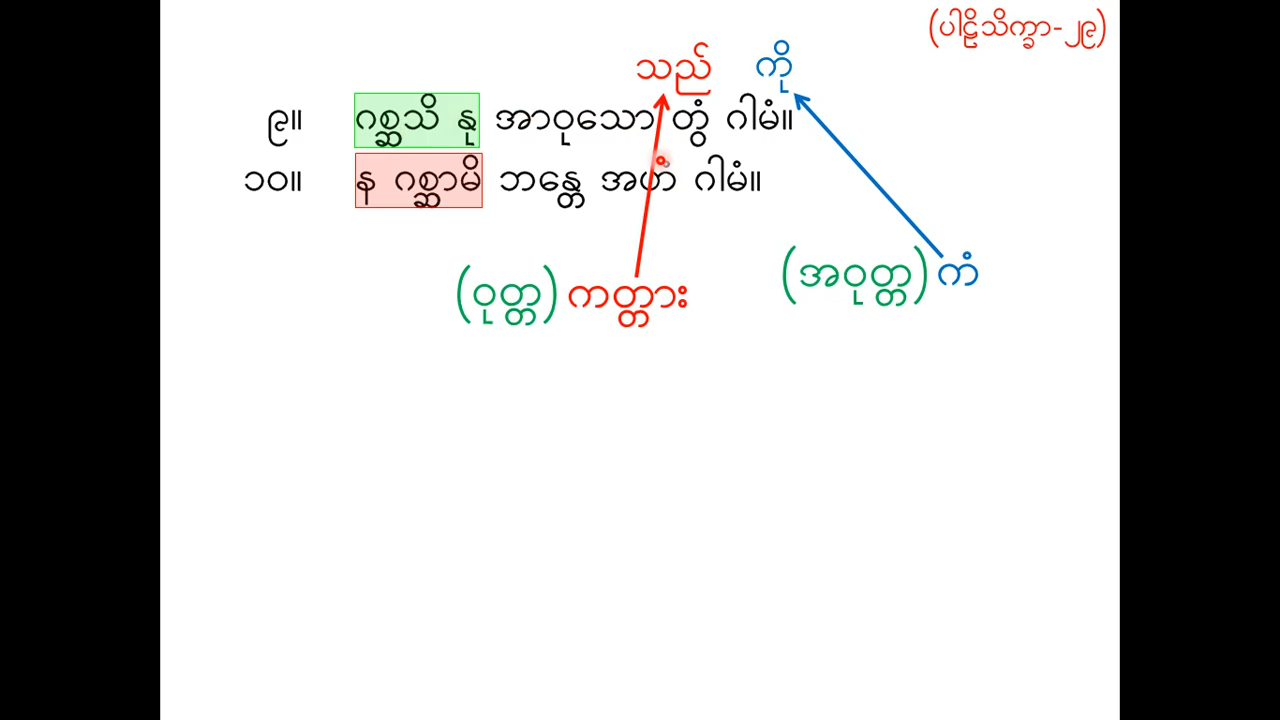 (ပါဠိသိက္ခာ-၂၉)
သည် ကို
၉။ ဂစ္ဆသိ နု အာဝုသော တွံ ဂါမံ။
၁၀။ န ဂစ္ဆာမိ ဘန္တေ အဟံ ဂါမံ။
(ဝုတ္တ) ကတ္တား (အဝုတ္တ) ကံ